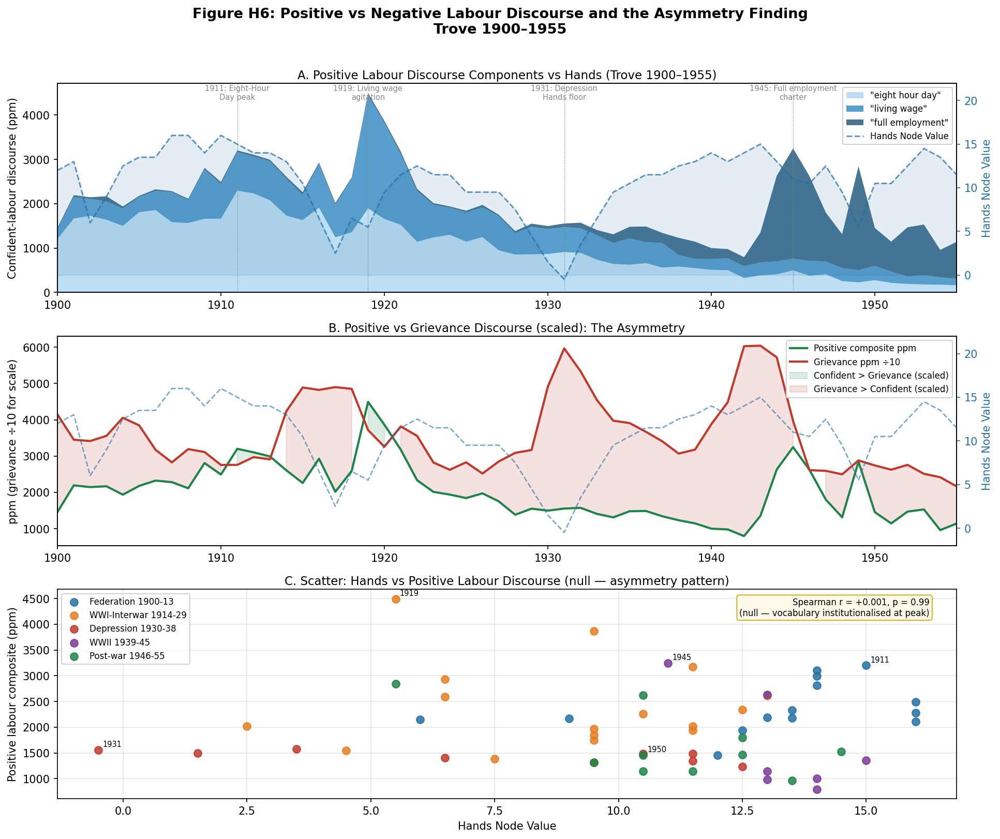 Figure H6: Positive vs Negative Labour Discourse and the Asymmetry Finding
Trove 1900–1955
A. Positive Labour Discourse Components vs Hands (Trove 1900–1955)
1911: Eight-Hour
Day peak
1919: Living wage
agitation
1931: Depression
Hands floor
1945: Full employment
charter
"eight hour day"
"living wage"
"full employment"
Hands Node Value
Confident-labour discourse (ppm)
4000
3000
2000
1000
0
20
15
10
5
0
Hands Node Value
1900 1910 1920 1930 1940 1950
B. Positive vs Grievance Discourse (scaled): The Asymmetry
Positive composite ppm
Grievance ppm ÷10
Confident > Grievance (scaled)
Grievance > Confident (scaled)
ppm (grievance ÷10 for scale)
6000
5000
4000
3000
2000
1000
20
15
10
5
0
Hands Node Value
1900 1910 1920 1930 1940 1950
C. Scatter: Hands vs Positive Labour Discourse (null — asymmetry pattern)
Federation 1900-13
WWI-Interwar 1914-29
Depression 1930-38
WWII 1939-45
Post-war 1946-55
Spearman r = +0.001, p = 0.99
(null — vocabulary institutionalised at peak)
1919
1945
1911
1931
1950
Positive labour composite (ppm)
4500
4000
3500
3000
2500
2000
1500
1000
0.0 2.5 5.0 7.5 10.0 12.5 15.0
Hands Node Value